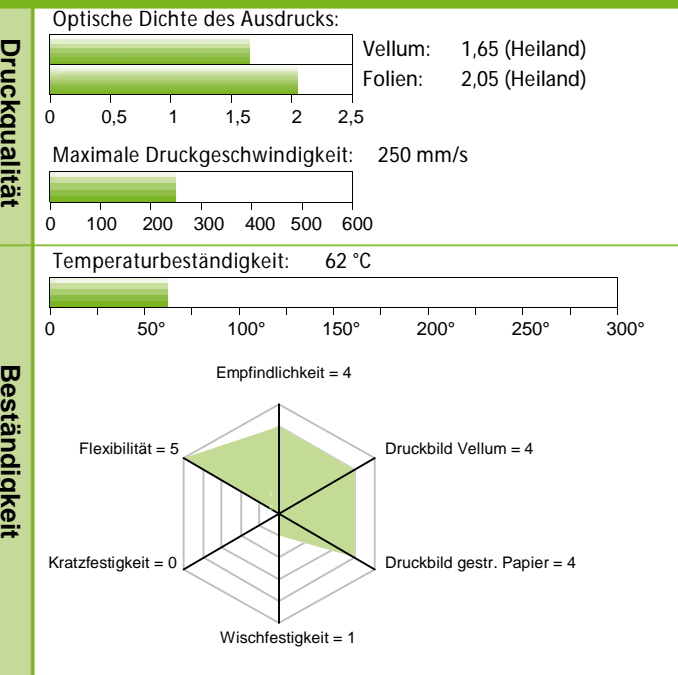 Druckqualität
Optische Dichte des Ausdrucks:
Vellum: 1,65 (Heiland)
Folien: 2,05 (Heiland)
0 0,5 1 1,5 2 2,5
Maximale Druckgeschwindigkeit: 250 mm/s
0 100 200 300 400 500 600
Beständigkeit
Temperaturbeständigkeit: 62 °C
0 50° 100° 150° 200° 250° 300°
Empfindlichkeit = 4
Flexibilität = 5
Druckbild Vellum = 4
Kratzfestigkeit = 0
Druckbild gestr. Papier = 4
Wischfestigkeit = 1